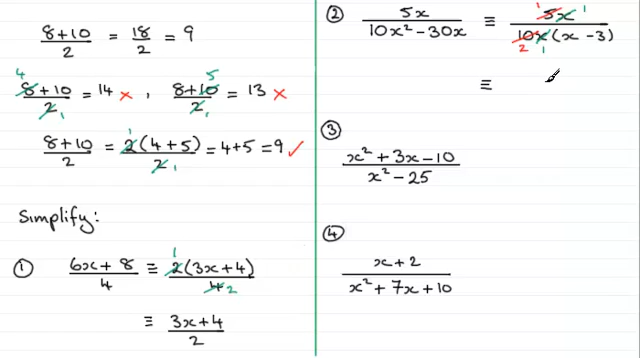 8+10/2 = 18/2 = 9
4 8+10/2 1 = 14 × , 8+10 5/2 1 = 13 ×
8+10/2 = 1 2(4+5)/2 1 = 4+5 = 9 ✓
Simplify:
① 6x + 8/4 ≡ 1 2(3x+4)/4 2
≡ 3x+4/2
② 5x/10x² - 30x ≡ 1 5x 1/10x(x - 3) 2 1
≡
③
x² + 3x - 10/x² - 25
④
x + 2/x² + 7x + 10